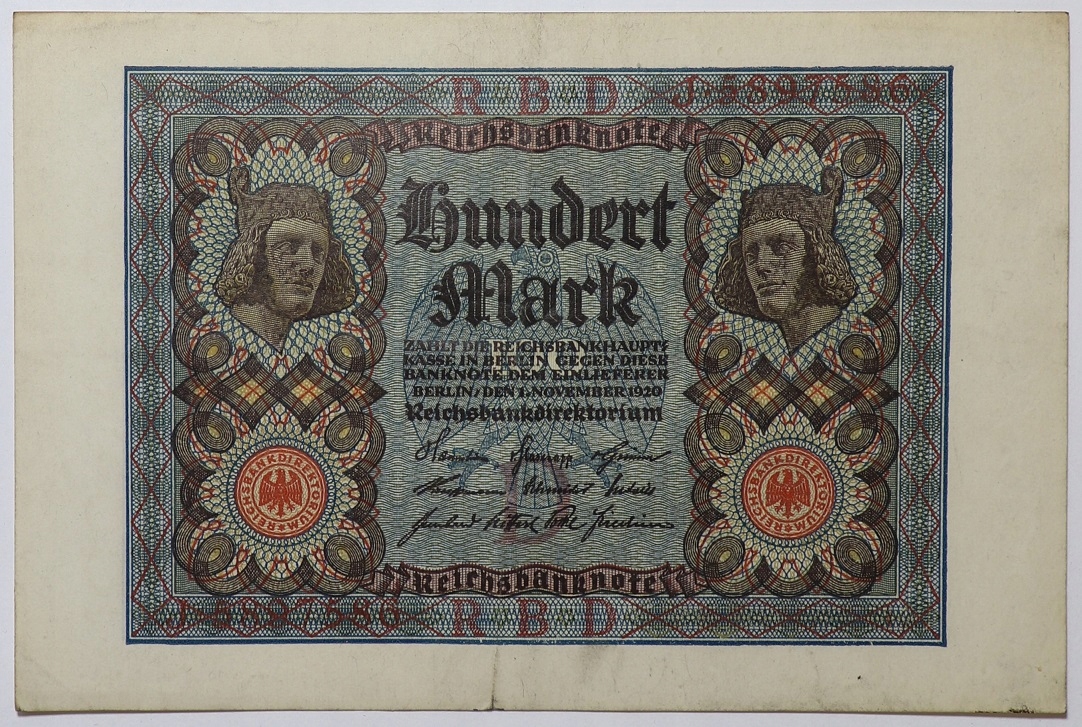 R B D J·5897586
Reichsbanknote
Hundert
Mark
ZAHLT DIE REICHSBANKHAUPT⸗
KASSE IN BERLIN GEGEN DIESE
BANKNOTE DEM EINLIEFERER
BERLIN, DEN 1. NOVEMBER 1920
Reichsbankdirektorium
REICHSBANKDIREKTORIUM
REICHSBANKDIREKTORIUM
D
Reichsbanknote
J·5897586 R B D